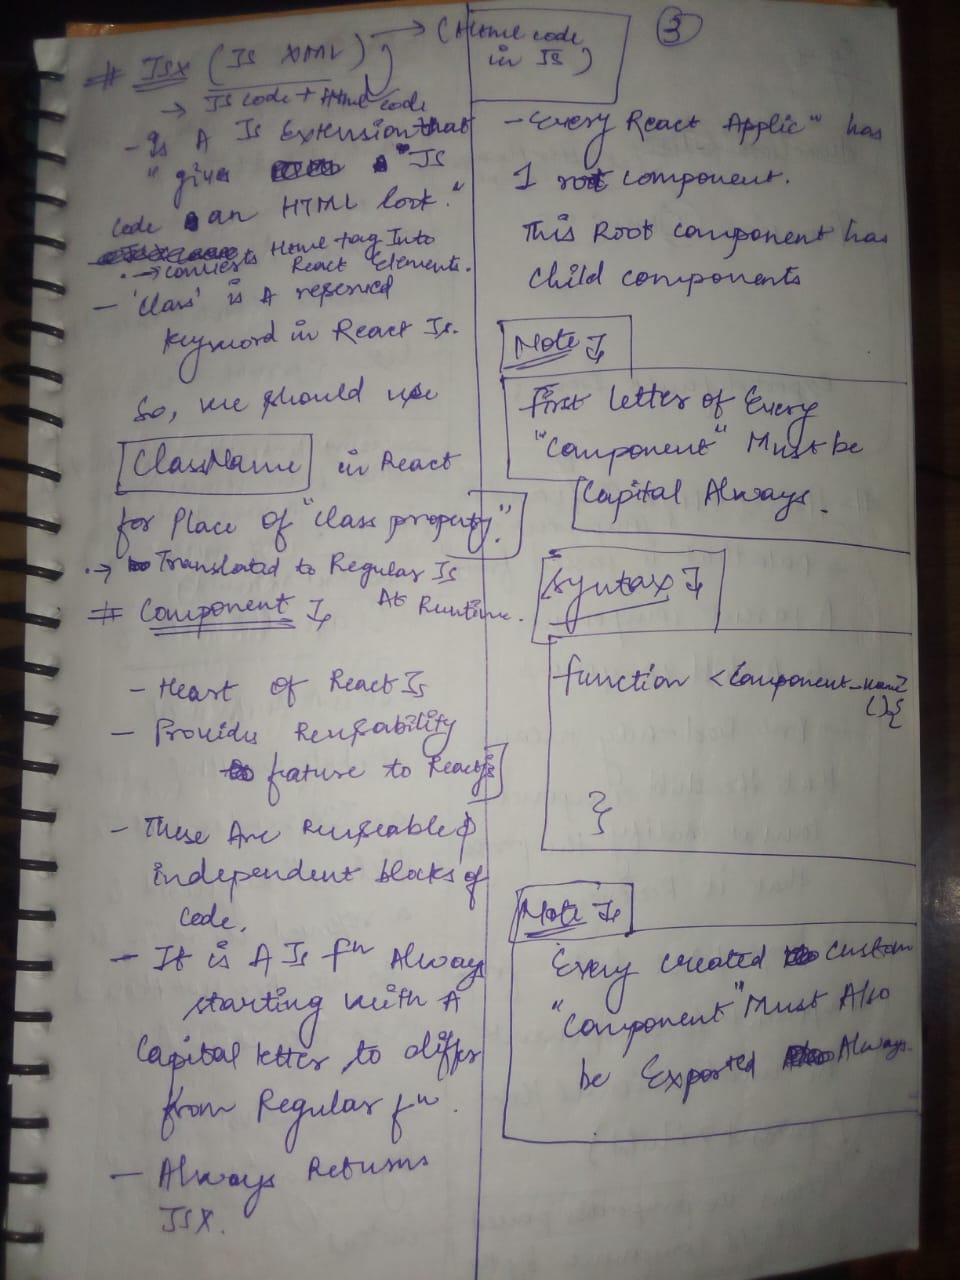 3
# JSX (JS XML) → (Html code
in JS)
→ JS code + Html code
- Is A JS Extension that
" gives a JS
code an HTML look."
.→ converts Html tag Into
React Elements.
- 'class' is A reserved
keyword in React Js.
So, we should use
ClassName in React
for Place of "class property".
.→ Translated to Regular JS
At Runtime.
# Component :-
- Heart of React JS
- Provides Reusability
fature to Reactjs
- These Are reuseable &
independent blocks of
code.
- It is A JS fn Always
starting with A
Capital letter to differ
from Regular fn.
- Always Returns
JSX.
- Every React Applicn has
1 root component.
This Root component has
child components
Note :-
First letter of Every
"Component" Must be
Capital Always.
Syntax :-
function <Component_name>
(){
}
Note :-
Every created custom
"Component" Must Also
be Exported Always.